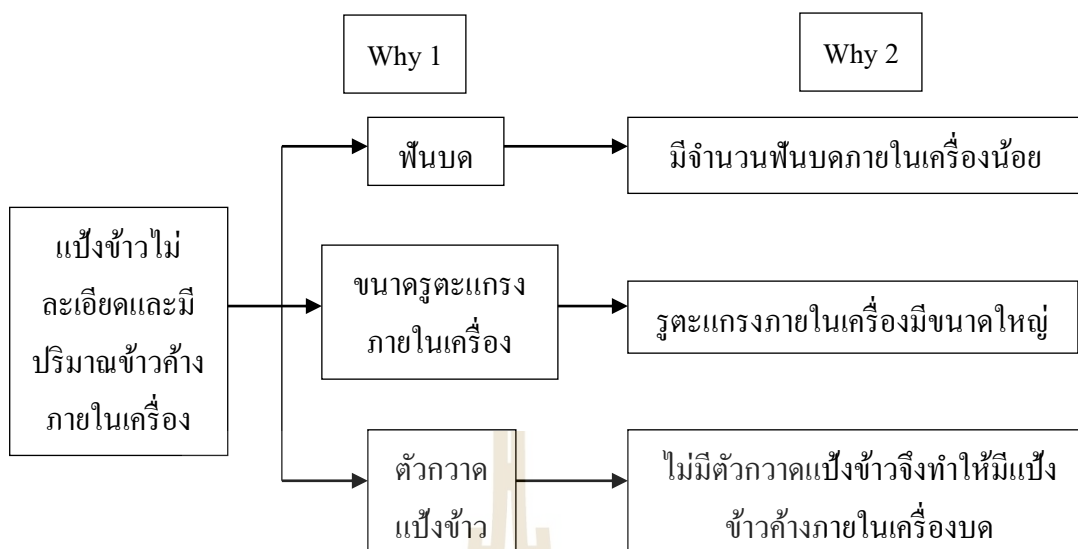 Why 1
Why 2
ฟันบด
มีจำนวนฟันบดภายในเครื่องน้อย
แป้งข้าวไม่
ละเอียดและมี
ปริมาณข้าวค้าง
ภายในเครื่อง
ขนาดรูตะแกรง
ภายในเครื่อง
รูตะแกรงภายในเครื่องมีขนาดใหญ่
ตัวกวาด
แป้งข้าว
ไม่มีตัวกวาดแป้งข้าวจึงทำให้มีแป้ง
ข้าวค้างภายในเครื่องบด